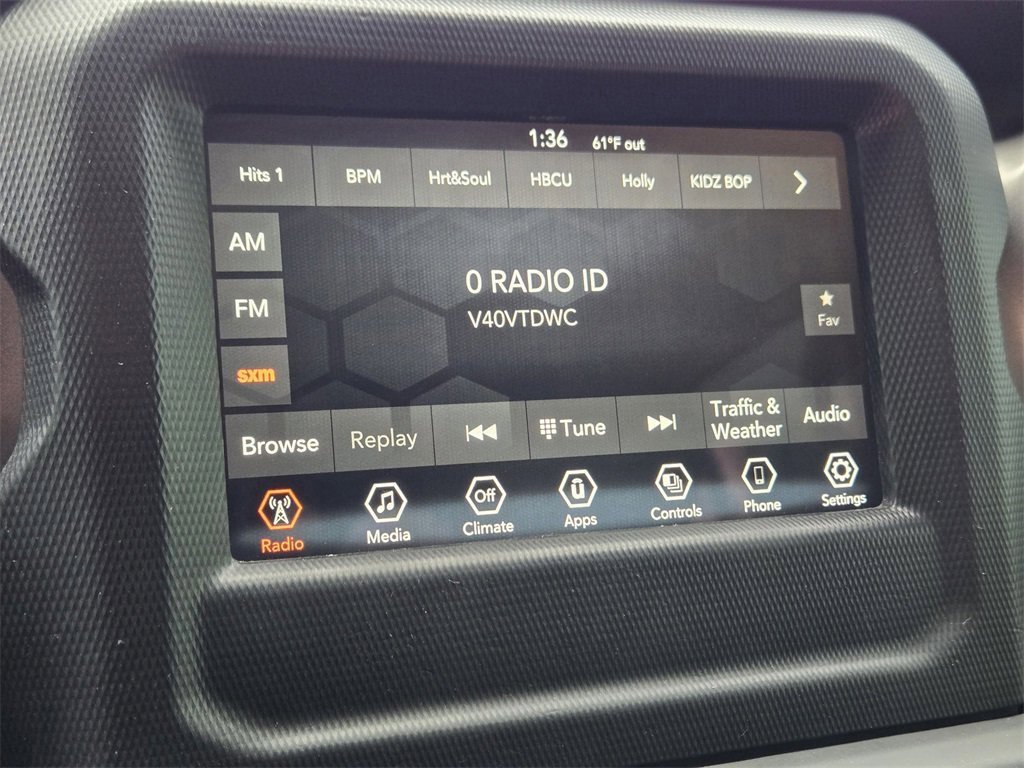 1:36 61°F out
Hits 1 BPM Hrt&Soul HBCU Holly KIDZ BOP
AM
0 RADIO ID
V40VTDWC
FM
Fav
sxm
Browse Replay Tune Traffic &
Weather Audio
Off
Radio Media Climate Apps Controls Phone Settings